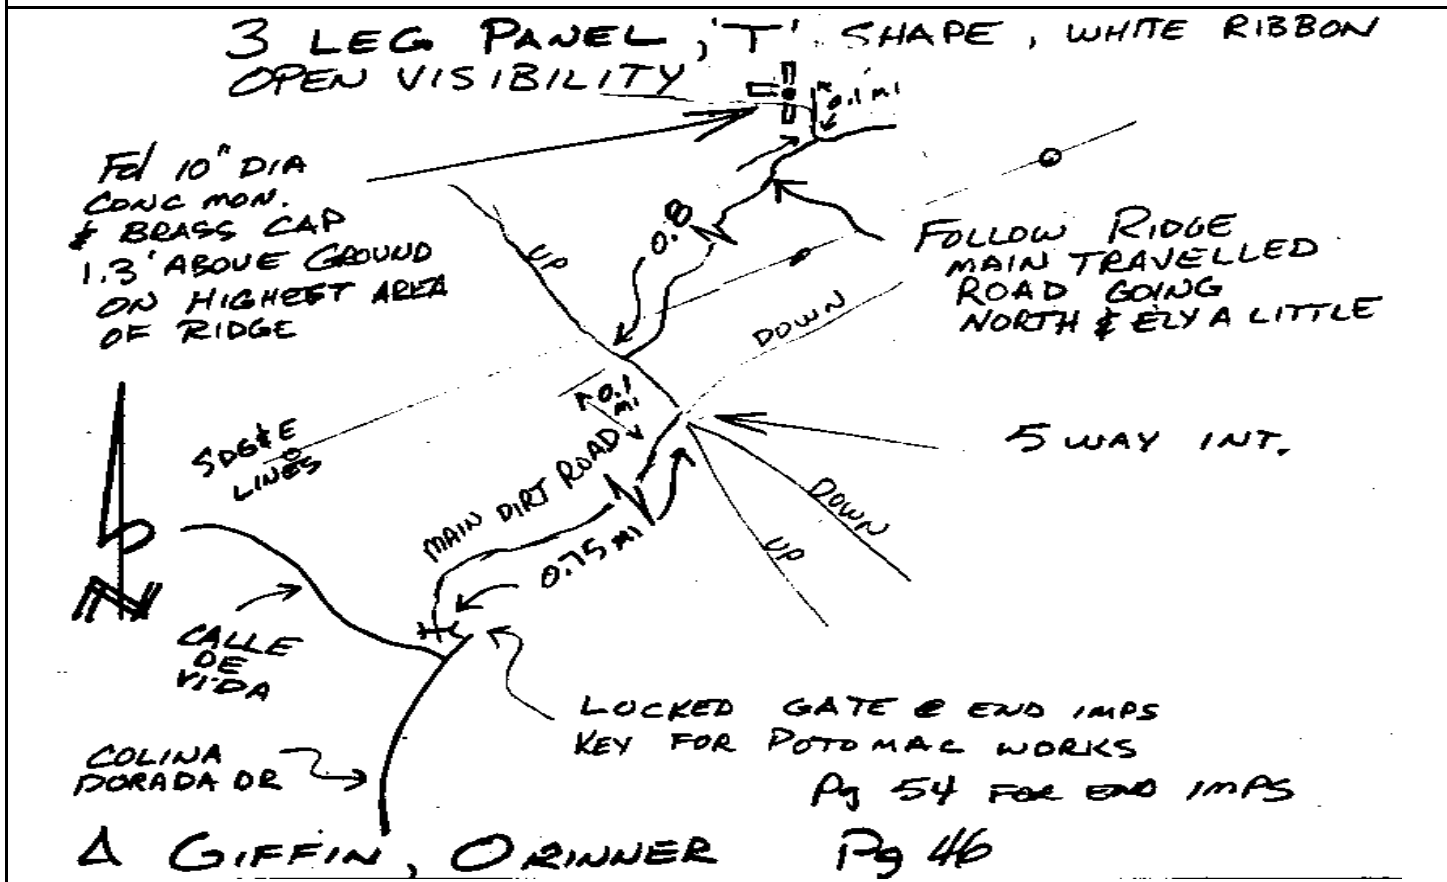 3 LEG PANEL, 'T' SHAPE, WHITE RIBBON
OPEN VISIBILITY
0.1 MI
Fd 10" DIA
CONC MON.
& BRASS CAP
1.3' ABOVE GROUND
ON HIGHEST AREA
OF RIDGE
UP
0.8
FOLLOW RIDGE
MAIN TRAVELLED
ROAD GOING
NORTH & ELY A LITTLE
DOWN
0.1
MI
5 WAY INT.
SDG&E
LINES
MAIN DIRT ROAD
0.75 MI
DOWN
UP
N
CALLE
DE
VIDA
LOCKED GATE @ END IMPS
KEY FOR POTOMAC WORKS
Pg 54 FOR END IMPS
COLINA
DORADA DR
Δ GIFFIN, O RINNER Pg 46